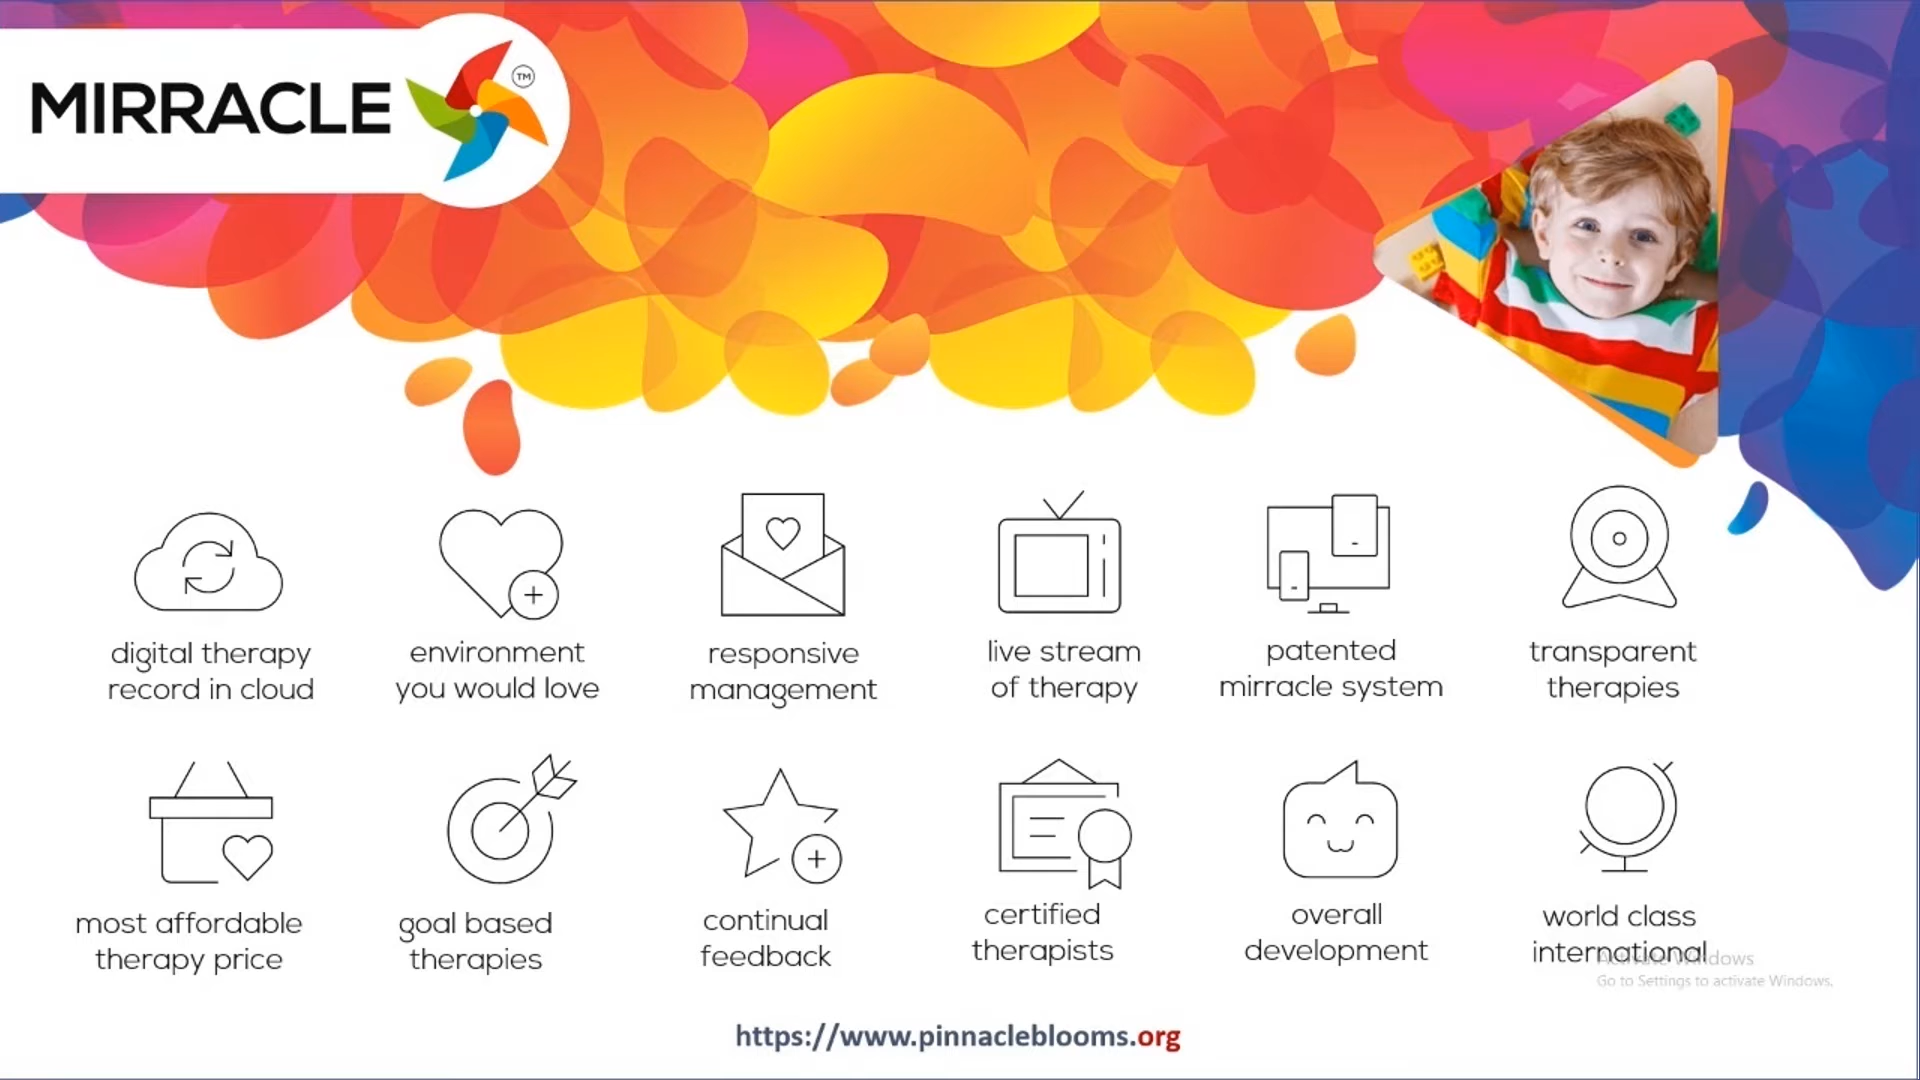 MIRRACLE
TM
digital therapy
record in cloud
environment
you would love
responsive
management
live stream
of therapy
patented
mirracle system
transparent
therapies
most affordable
therapy price
goal based
therapies
continual
feedback
certified
therapists
overall
development
world class
international
Activate Windows
Go to Settings to activate Windows.
https://www.pinnacleblooms.org